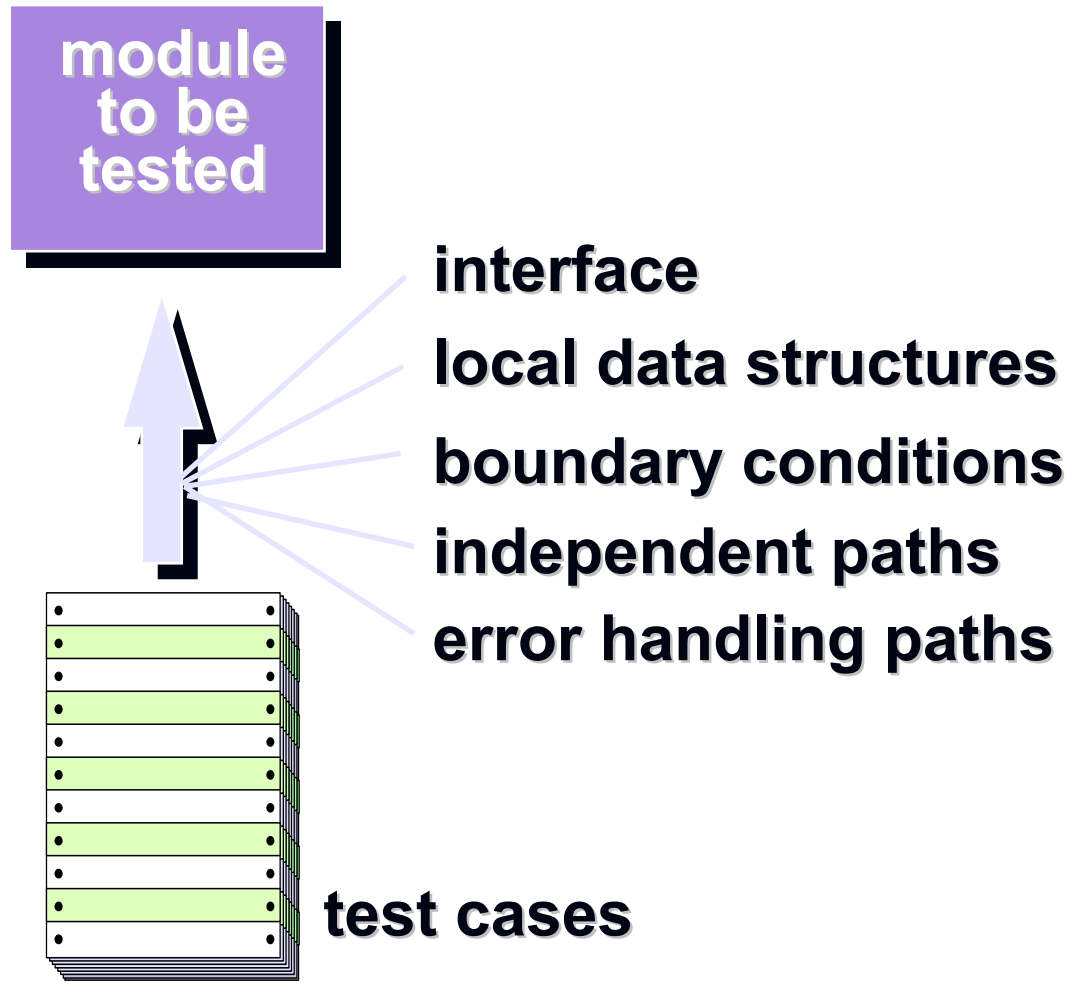 module
to be
tested
interface
local data structures
boundary conditions
independent paths
error handling paths
test cases